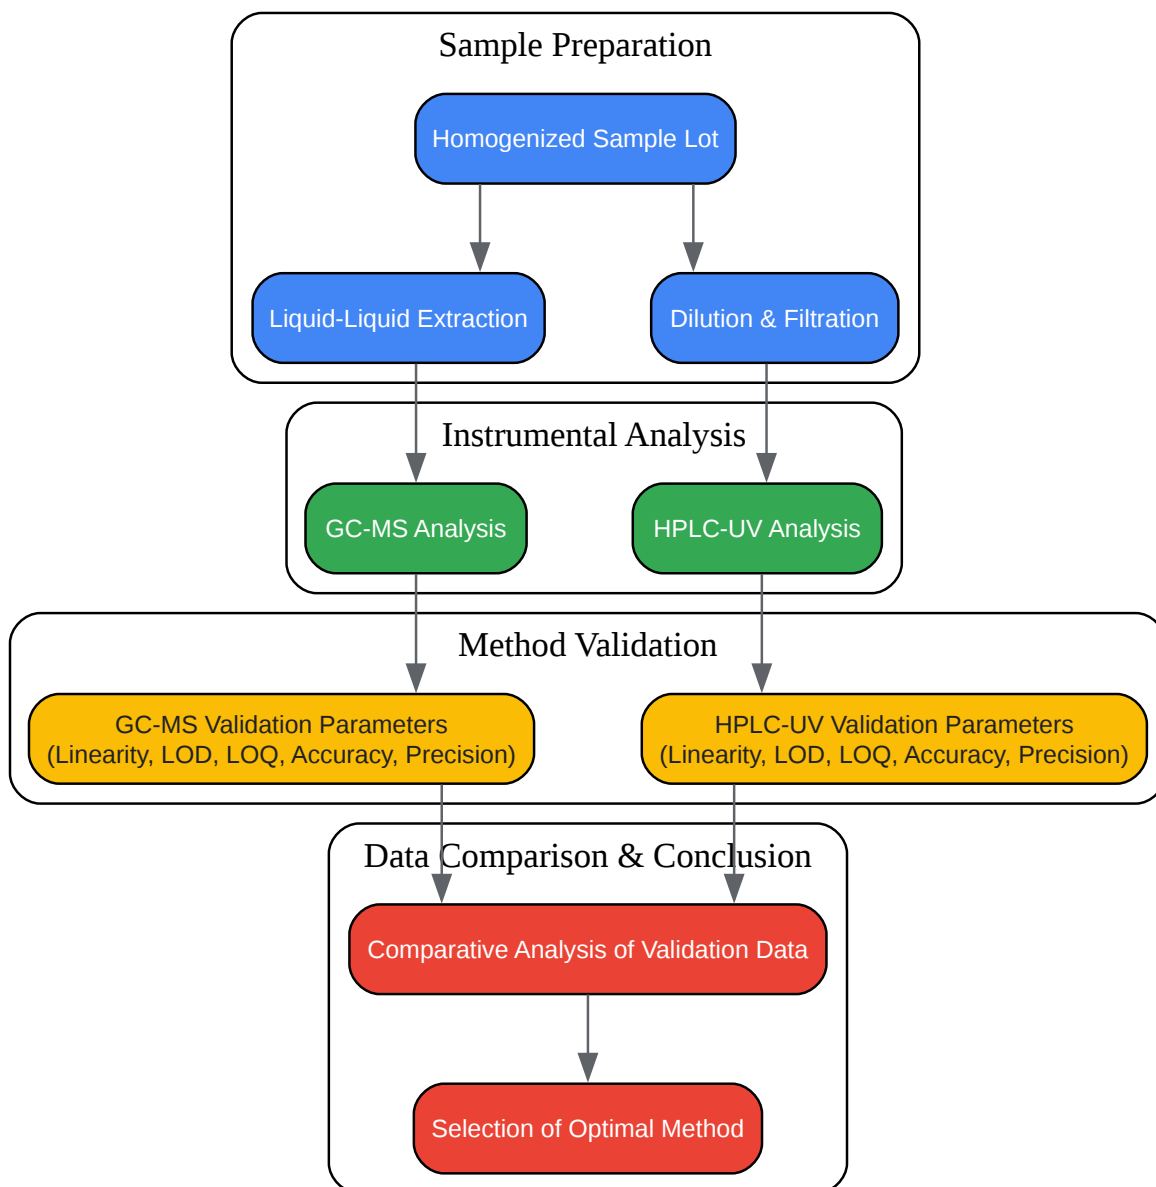 Sample Preparation
Homogenized Sample Lot
Liquid-Liquid Extraction
Dilution & Filtration
Instrumental Analysis
GC-MS Analysis
HPLC-UV Analysis
Method Validation
GC-MS Validation Parameters
(Linearity, LOD, LOQ, Accuracy, Precision)
HPLC-UV Validation Parameters
(Linearity, LOD, LOQ, Accuracy, Precision)
Data Comparison & Conclusion
Comparative Analysis of Validation Data
Selection of Optimal Method